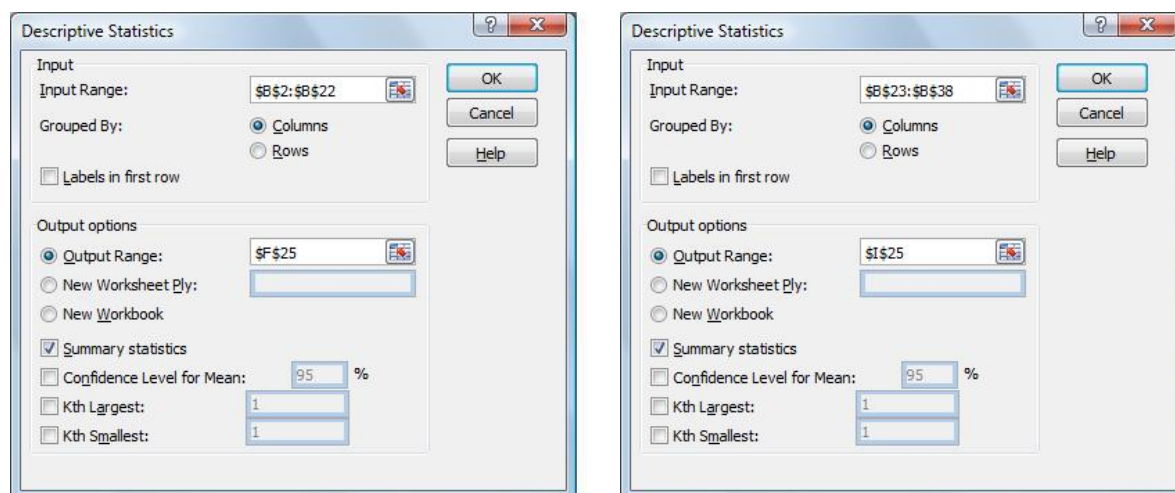 Descriptive Statistics
Input
Input Range:
$B$2:$B$22
OK
Grouped By:
Columns
Cancel
Rows
Help
Labels in first row
Output options
Output Range:
$F$25
New Worksheet Ply:
New Workbook
Summary statistics
Confidence Level for Mean:
95
%
Kth Largest:
1
Kth Smallest:
1
Descriptive Statistics
Input
Input Range:
$B$23:$B$38
OK
Grouped By:
Columns
Cancel
Rows
Help
Labels in first row
Output options
Output Range:
$I$25
New Worksheet Ply:
New Workbook
Summary statistics
Confidence Level for Mean:
95
%
Kth Largest:
1
Kth Smallest:
1